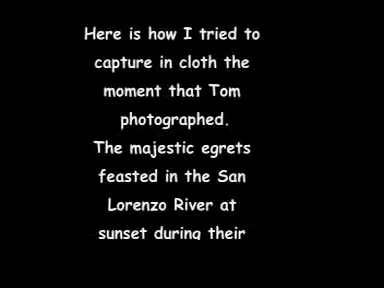 Here is how I tried to
capture in cloth the
moment that Tom
photographed.
The majestic egrets
feasted in the San
Lorenzo River at
sunset during their